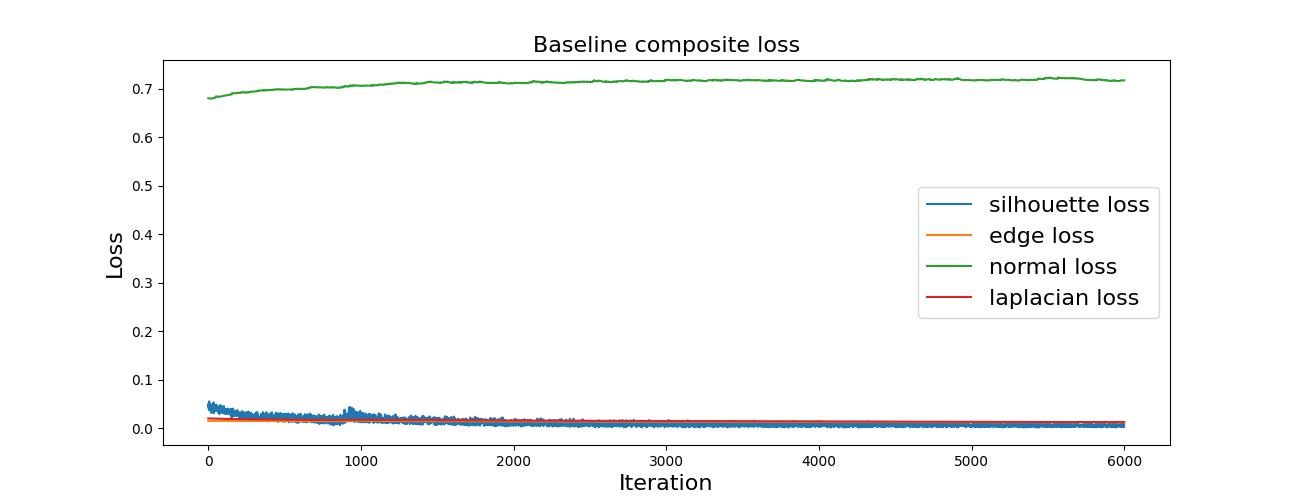 Baseline composite loss
Loss
0.7
0.6
0.5
0.4
0.3
0.2
0.1
0.0
silhouette loss
edge loss
normal loss
laplacian loss
0 1000 2000 3000 4000 5000 6000
Iteration